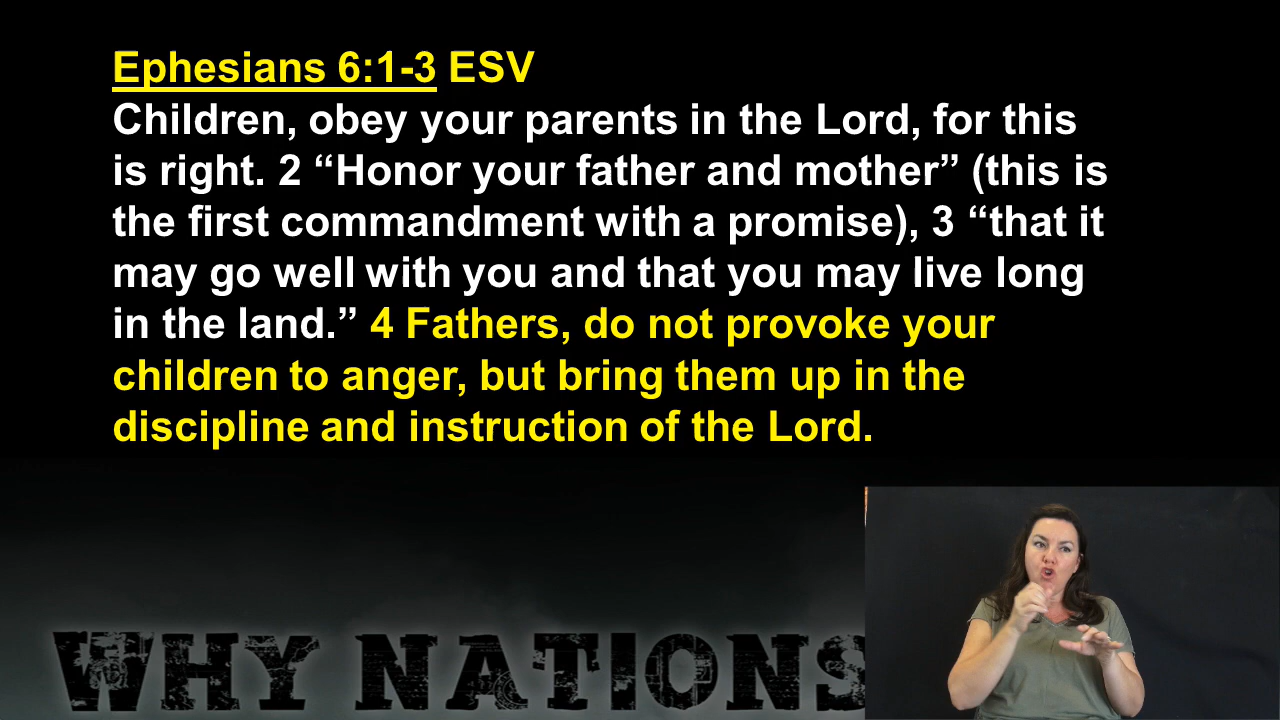 Ephesians 6:1-3 ESV
Children, obey your parents in the Lord, for this
is right. 2 “Honor your father and mother” (this is
the first commandment with a promise), 3 “that it
may go well with you and that you may live long
in the land.” 4 Fathers, do not provoke your
children to anger, but bring them up in the
discipline and instruction of the Lord.
WHY NATIONS